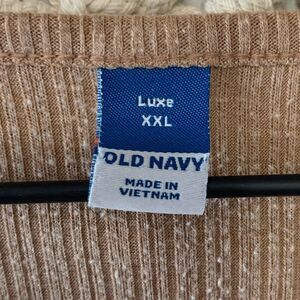 Luxe
XXL
OLD NAVY
MADE IN
VIETNAM